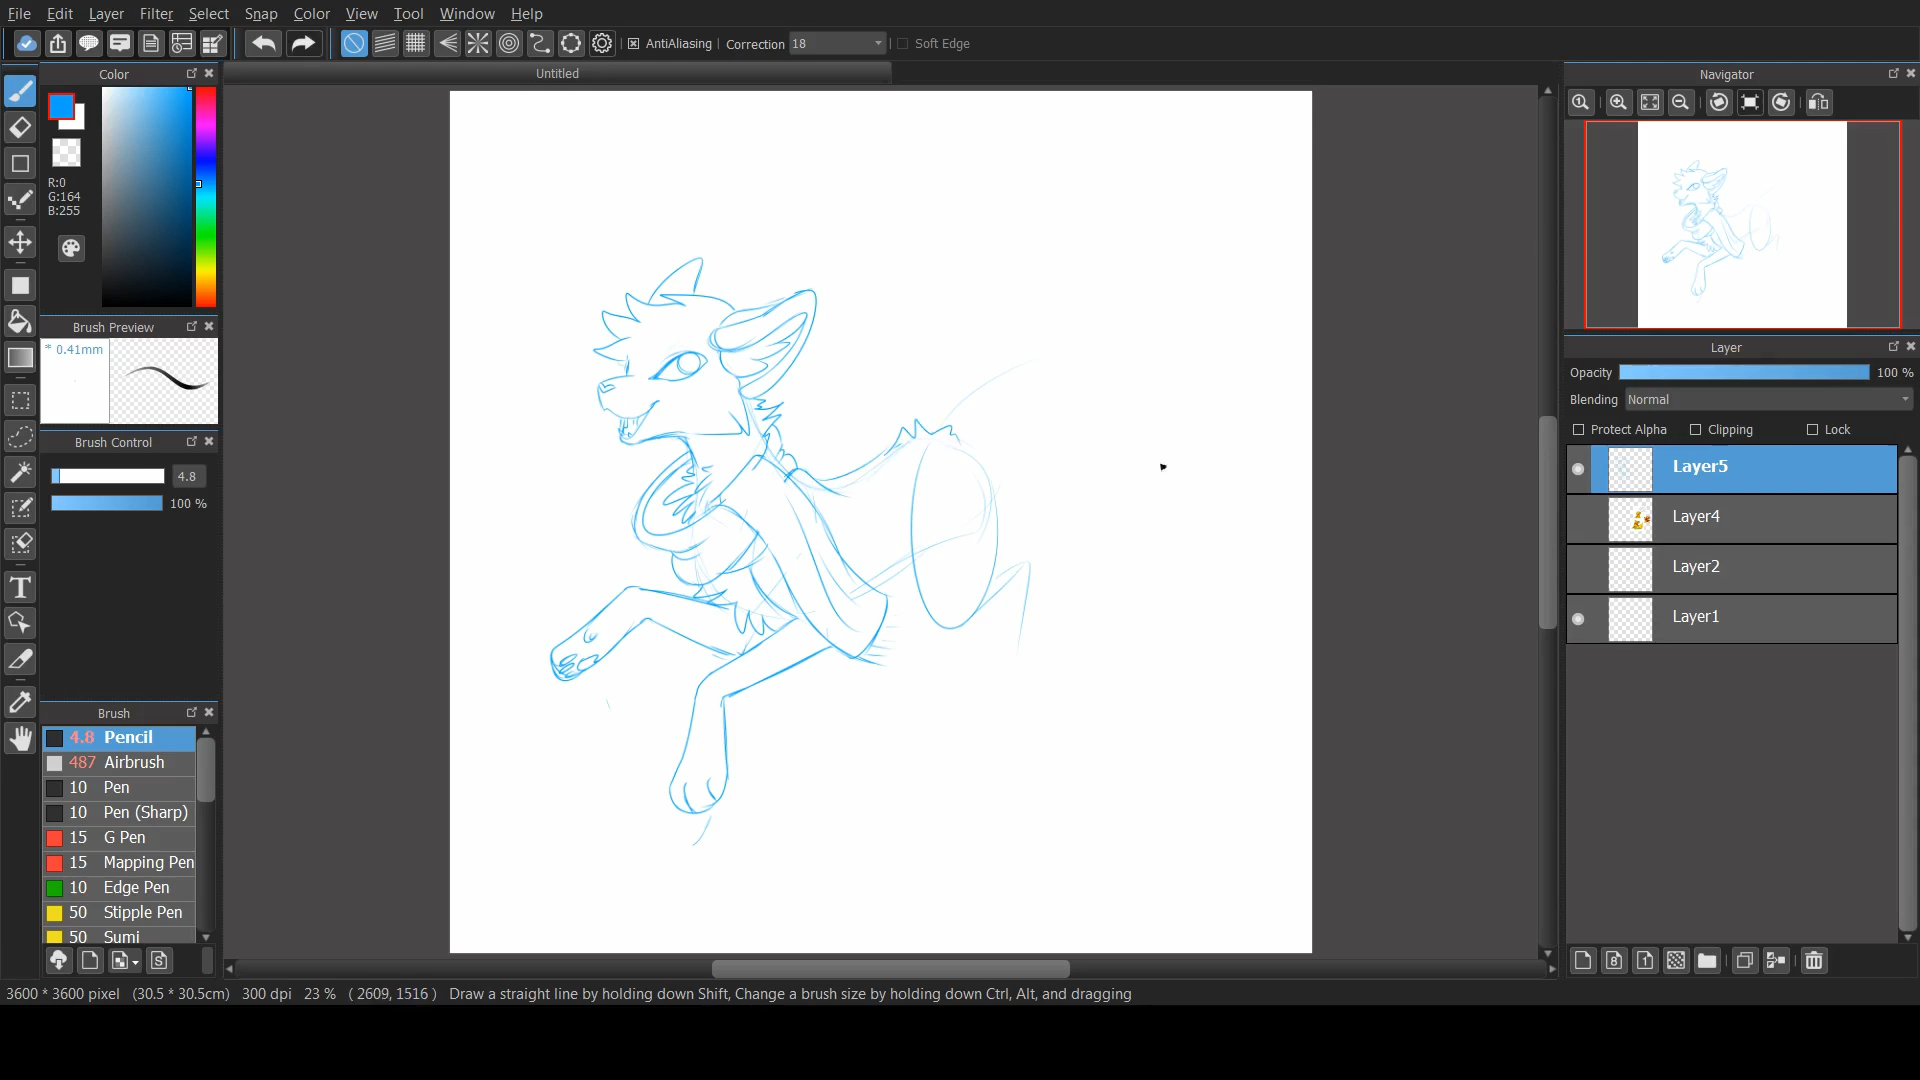 File Edit Layer Filter Select Snap Color View Tool Window Help
AntiAliasing Correction 18 Soft Edge
Color
Untitled
Navigator
R:0
G:164
B:255
Brush Preview
* 0.41mm
Brush Control
4.8
100 %
Layer
Opacity 100 %
Blending Normal
Protect Alpha Clipping Lock
Layer5
Layer4
Layer2
Layer1
Brush
4.8 Pencil
487 Airbrush
10 Pen
10 Pen (Sharp)
15 G Pen
15 Mapping Pen
10 Edge Pen
50 Stipple Pen
50 Sumi
3600 * 3600 pixel (30.5 * 30.5cm) 300 dpi 23 % ( 2609, 1516 ) Draw a straight line by holding down Shift, Change a brush size by holding down Ctrl, Alt, and dragging